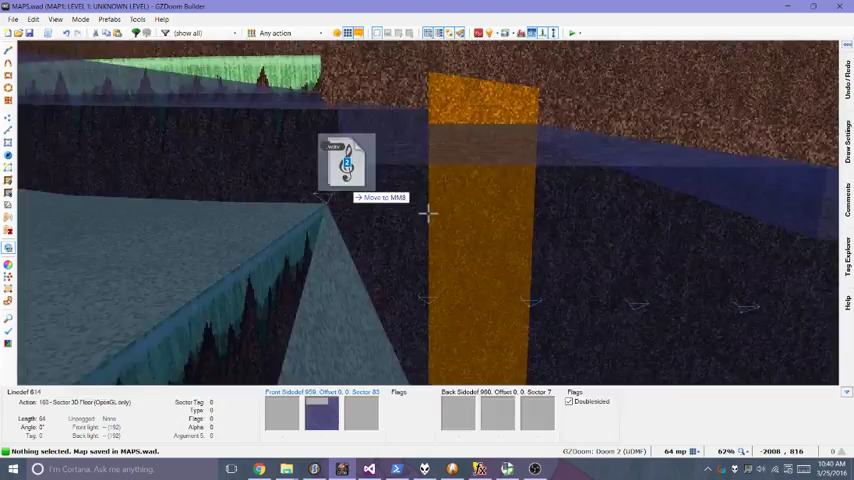 MAPS.wad (MAP1: LEVEL 1: UNKNOWN LEVEL) - GZDoom Builder
File Edit View Mode Prefabs Tools Help
(show all)
Any action
.wav
2
→ Move to MM8
Undo / Redo
Draw Settings
Comments
Tag Explorer
Help
Linedef 614
Action: 160 - Sector 3D Floor (OpenGL only)
Length: 64
Angle: 0°
Tag: 0
Unpegged: None
Front light: -- (192)
Back light: -- (192)
Sector Tag: 0
Type: 0
Flags: 0
Alpha: 0
Argument 5: 0
Front Sidedef 959. Offset 0, 0. Sector 83
Flags
Back Sidedef 960. Offset 0, 0. Sector 7
Flags
Doublesided
Nothing selected. Map saved in MAPS.wad.
GZDoom: Doom 2 (UDMF)
64 mp
62%
-2008 , 816
0
I'm Cortana. Ask me anything.
10:40 AM
3/25/2016